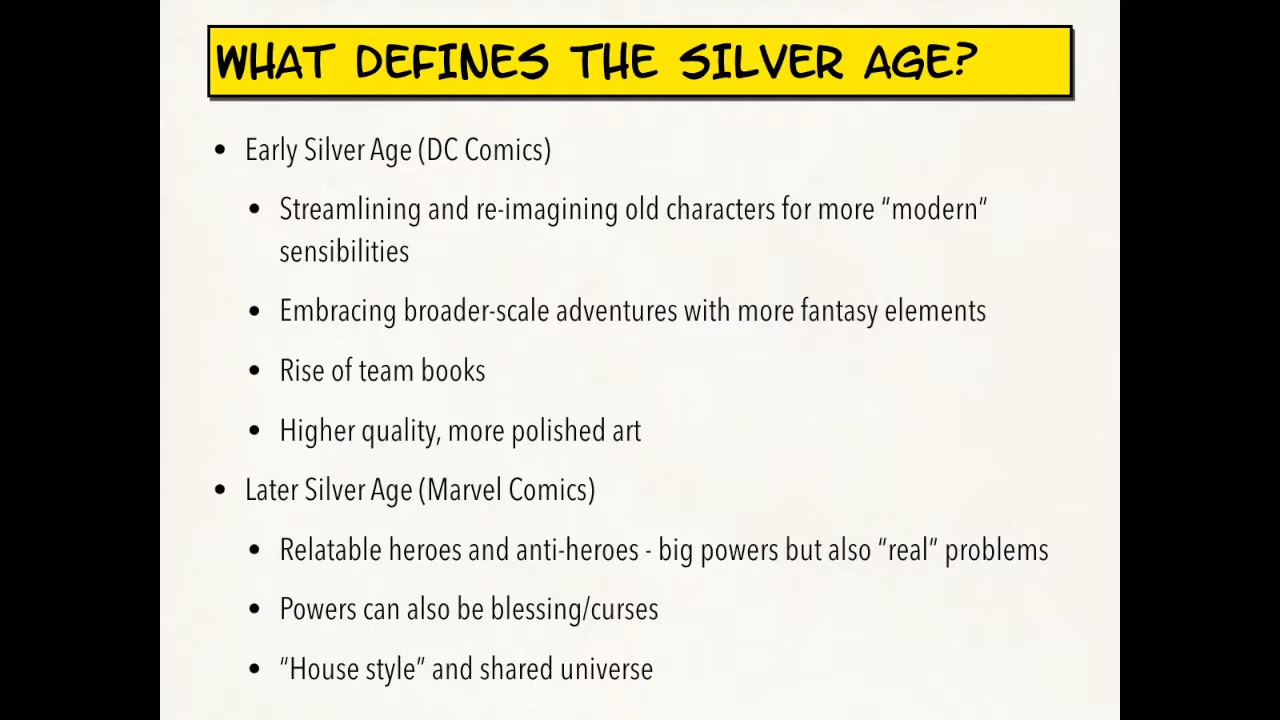 WHAT DEFINES THE SILVER AGE?
• Early Silver Age (DC Comics)
• Streamlining and re-imagining old characters for more “modern”
sensibilities
• Embracing broader-scale adventures with more fantasy elements
• Rise of team books
• Higher quality, more polished art
• Later Silver Age (Marvel Comics)
• Relatable heroes and anti-heroes - big powers but also “real” problems
• Powers can also be blessing/curses
• “House style” and shared universe